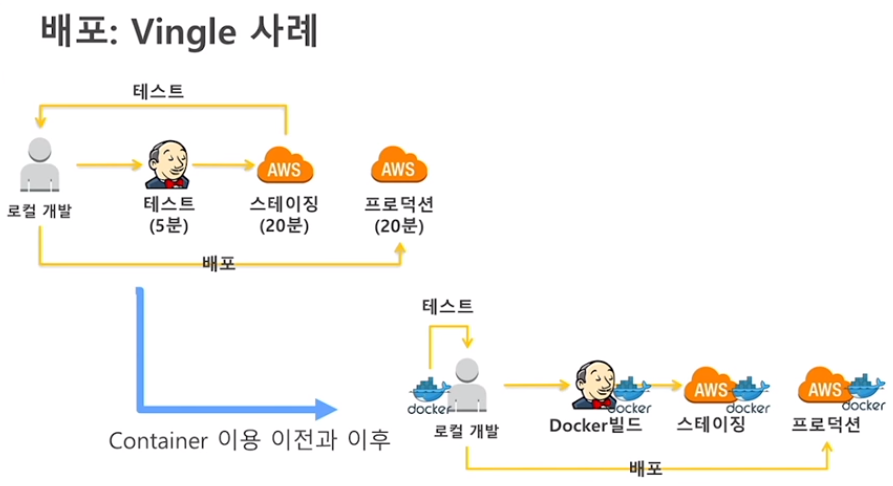 배포: Vingle 사례
테스트
AWS
AWS
로컬 개발
테스트
(5분)
스테이징
(20분)
프로덕션
(20분)
배포
테스트
docker
docker
AWS
docker
AWS
docker
로컬 개발
Docker빌드
스테이징
프로덕션
Container 이용 이전과 이후
배포